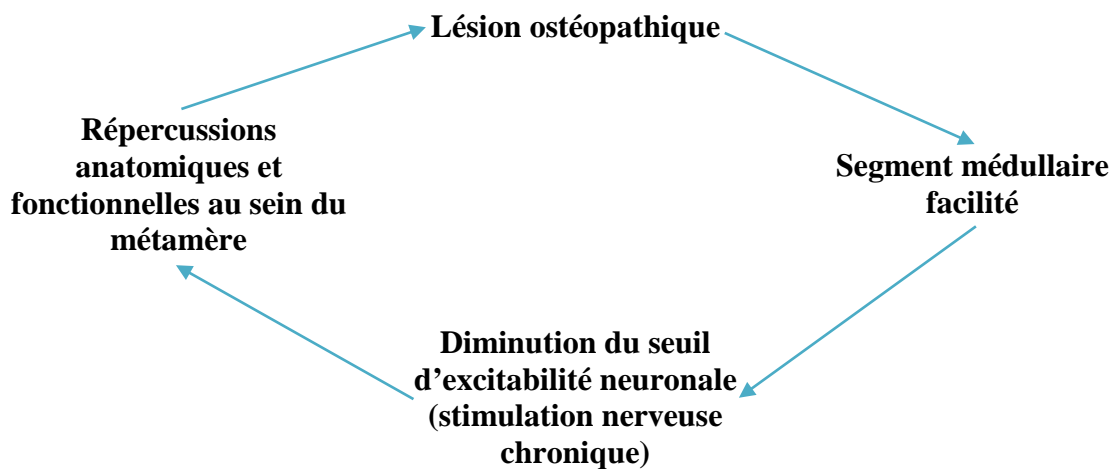 Lésion ostéopathique
Segment médullaire
facilité
Diminution du seuil
d’excitabilité neuronale
(stimulation nerveuse
chronique)
Répercussions
anatomiques et
fonctionnelles au sein du
métamère